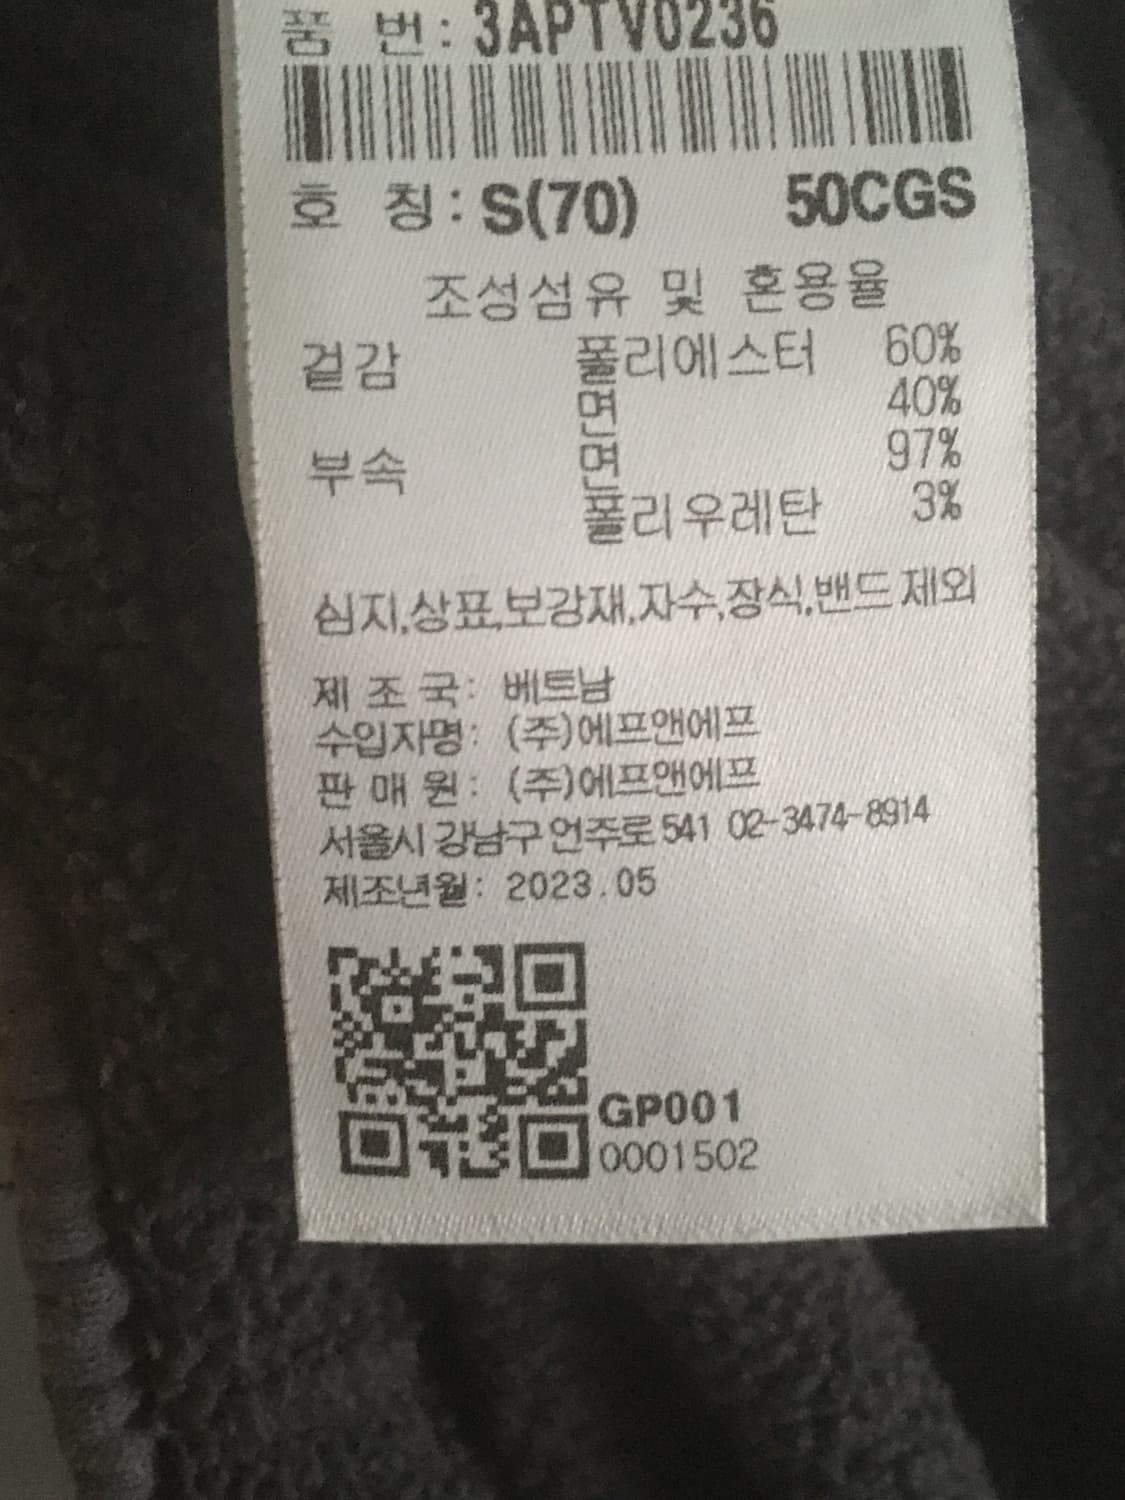 품 번: 3APTV0236
호 칭: S(70) 50CGS
조성섬유 및 혼용율
겉감 폴리에스터 60%
면 40%
부속 면 97%
폴리우레탄 3%
심지,상표,보강재,자수,장식,밴드 제외
제 조 국: 베트남
수입자명: (주)에프앤에프
판 매 원: (주)에프앤에프
서울시 강남구 언주로 541 02-3474-8914
제조년월: 2023.05
GP001
0001502